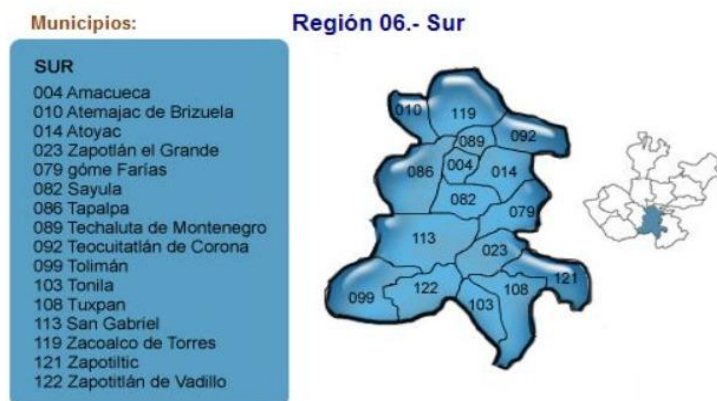 Municipios:
Región 06.- Sur
SUR
004 Amacueca
010 Atemajac de Brizuela
014 Atoyac
023 Zapotlán el Grande
079 góme Farías
082 Sayula
086 Tapalpa
089 Techaluta de Montenegro
092 Teocuitatlán de Corona
099 Tolimán
103 Tonila
108 Tuxpan
113 San Gabriel
119 Zacoalco de Torres
121 Zapotiltic
122 Zapotitlán de Vadillo
010
119
092
089
004
086
014
082
079
113
023
121
099
122
103
108